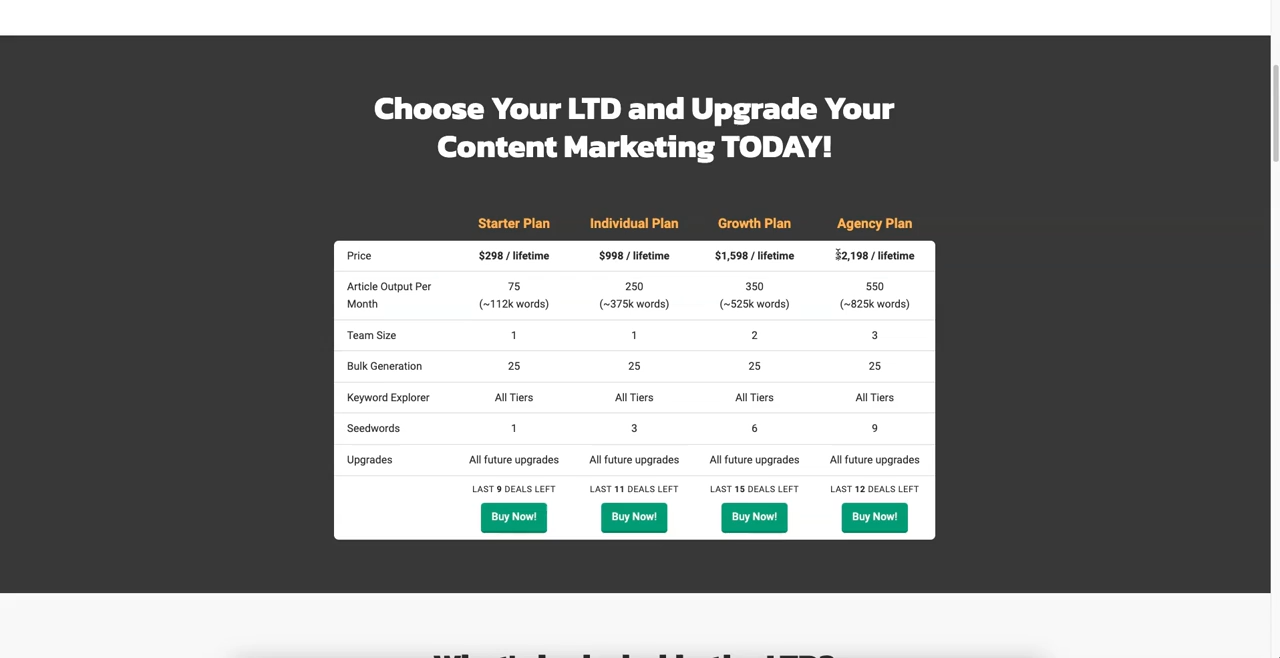 Choose Your LTD and Upgrade Your
Content Marketing TODAY!
Starter Plan Individual Plan Growth Plan Agency Plan
Price $298 / lifetime $998 / lifetime $1,598 / lifetime $2,198 / lifetime
Article Output Per 75 250 350 550
Month (~112k words) (~375k words) (~525k words) (~825k words)
Team Size 1 1 2 3
Bulk Generation 25 25 25 25
Keyword Explorer All Tiers All Tiers All Tiers All Tiers
Seedwords 1 3 6 9
Upgrades All future upgrades All future upgrades All future upgrades All future upgrades
LAST 9 DEALS LEFT LAST 11 DEALS LEFT LAST 15 DEALS LEFT LAST 12 DEALS LEFT
Buy Now! Buy Now! Buy Now! Buy Now!
What's included in the LTD?